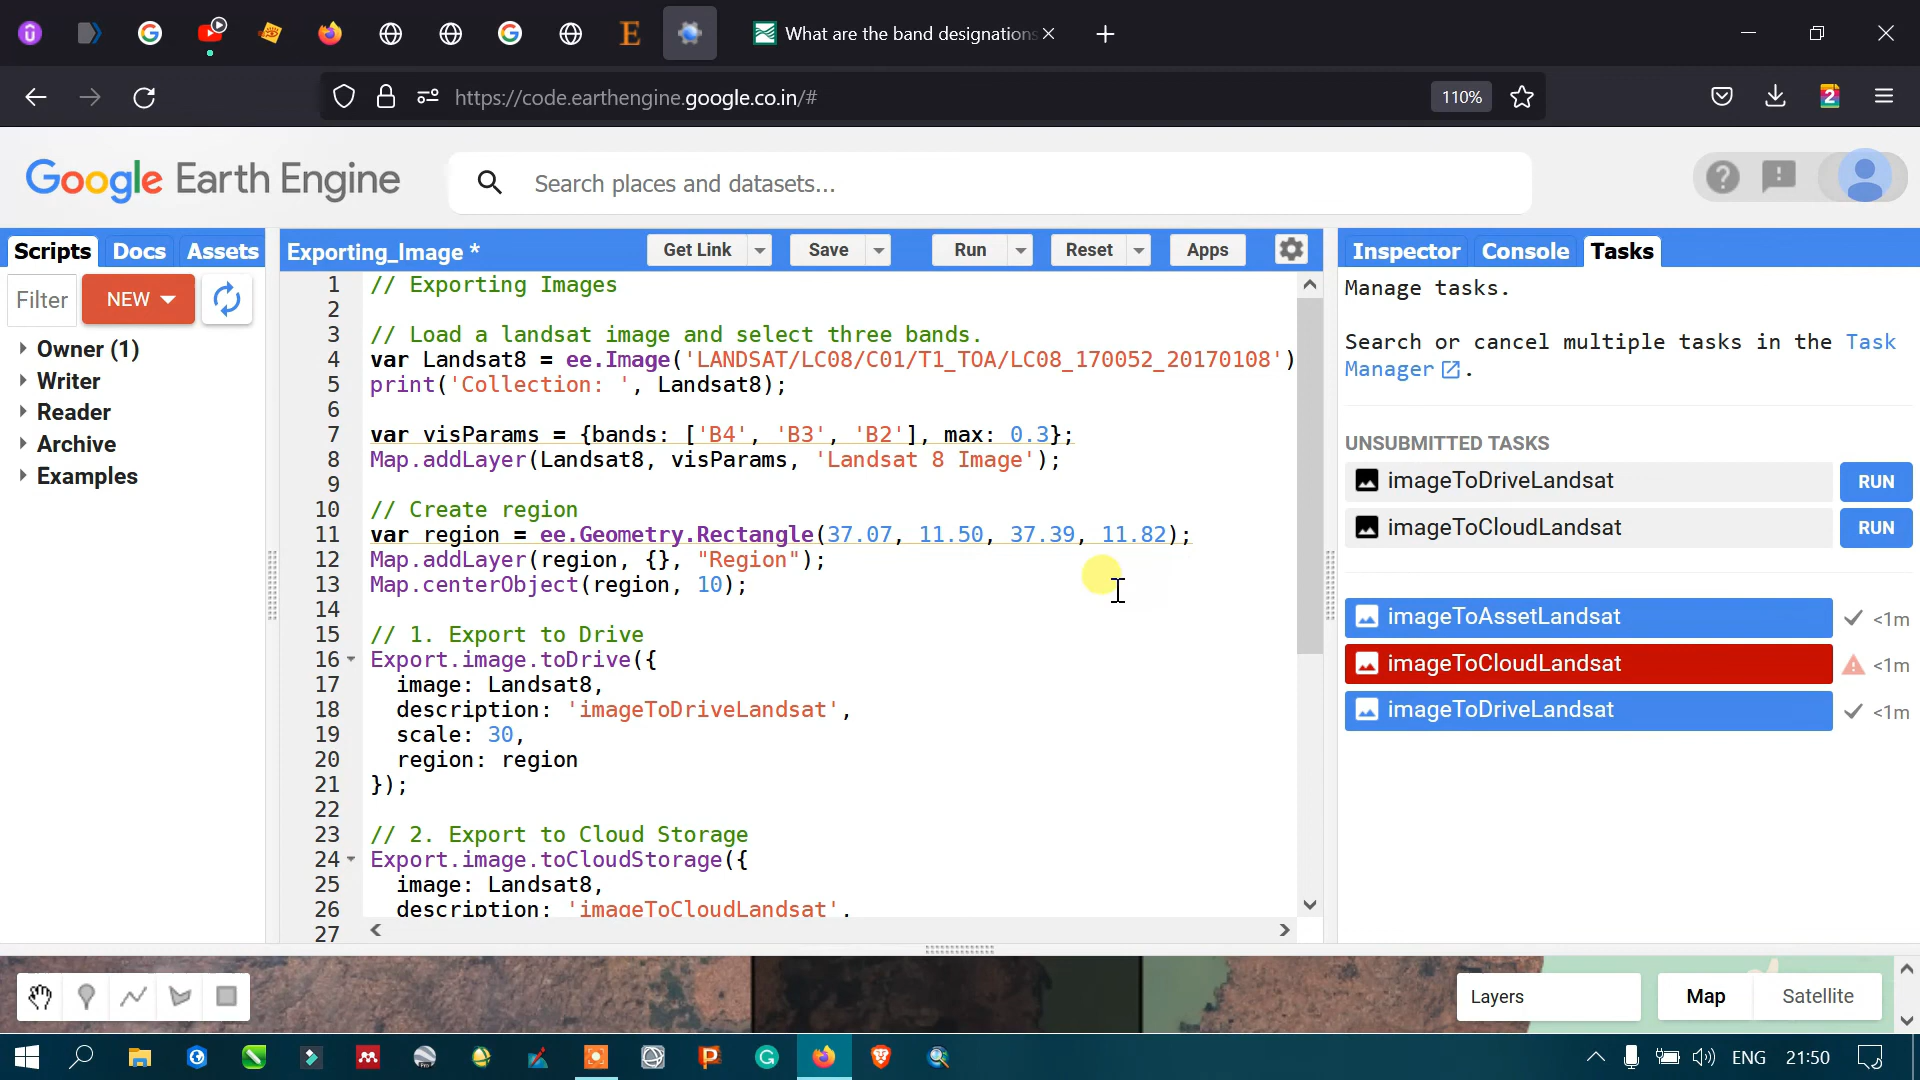 What are the band designations
https://code.earthengine.google.co.in/#
110%
2
Google Earth Engine
Search places and datasets...
Scripts Docs Assets
Exporting_Image *
Get Link
Save
Run
Reset
Apps
Inspector Console Tasks
Filter
NEW
Owner (1)
Writer
Reader
Archive
Examples
1 // Exporting Images
2
3 // Load a landsat image and select three bands.
4 var Landsat8 = ee.Image('LANDSAT/LC08/C01/T1_TOA/LC08_170052_20170108')
5 print('Collection: ', Landsat8);
6
7 var visParams = {bands: ['B4', 'B3', 'B2'], max: 0.3};
8 Map.addLayer(Landsat8, visParams, 'Landsat 8 Image');
9
10 // Create region
11 var region = ee.Geometry.Rectangle(37.07, 11.50, 37.39, 11.82);
12 Map.addLayer(region, {}, "Region");
13 Map.centerObject(region, 10);
14
15 // 1. Export to Drive
16 Export.image.toDrive({
17 image: Landsat8,
18 description: 'imageToDriveLandsat',
19 scale: 30,
20 region: region
21 });
22
23 // 2. Export to Cloud Storage
24 Export.image.toCloudStorage({
25 image: Landsat8,
26 description: 'imageToCloudLandsat',
27
Manage tasks.
Search or cancel multiple tasks in the Task
Manager .
UNSUBMITTED TASKS
imageToDriveLandsat RUN
imageToCloudLandsat RUN
imageToAssetLandsat <1m
imageToCloudLandsat <1m
imageToDriveLandsat <1m
Layers
Map
Satellite
ENG
21:50